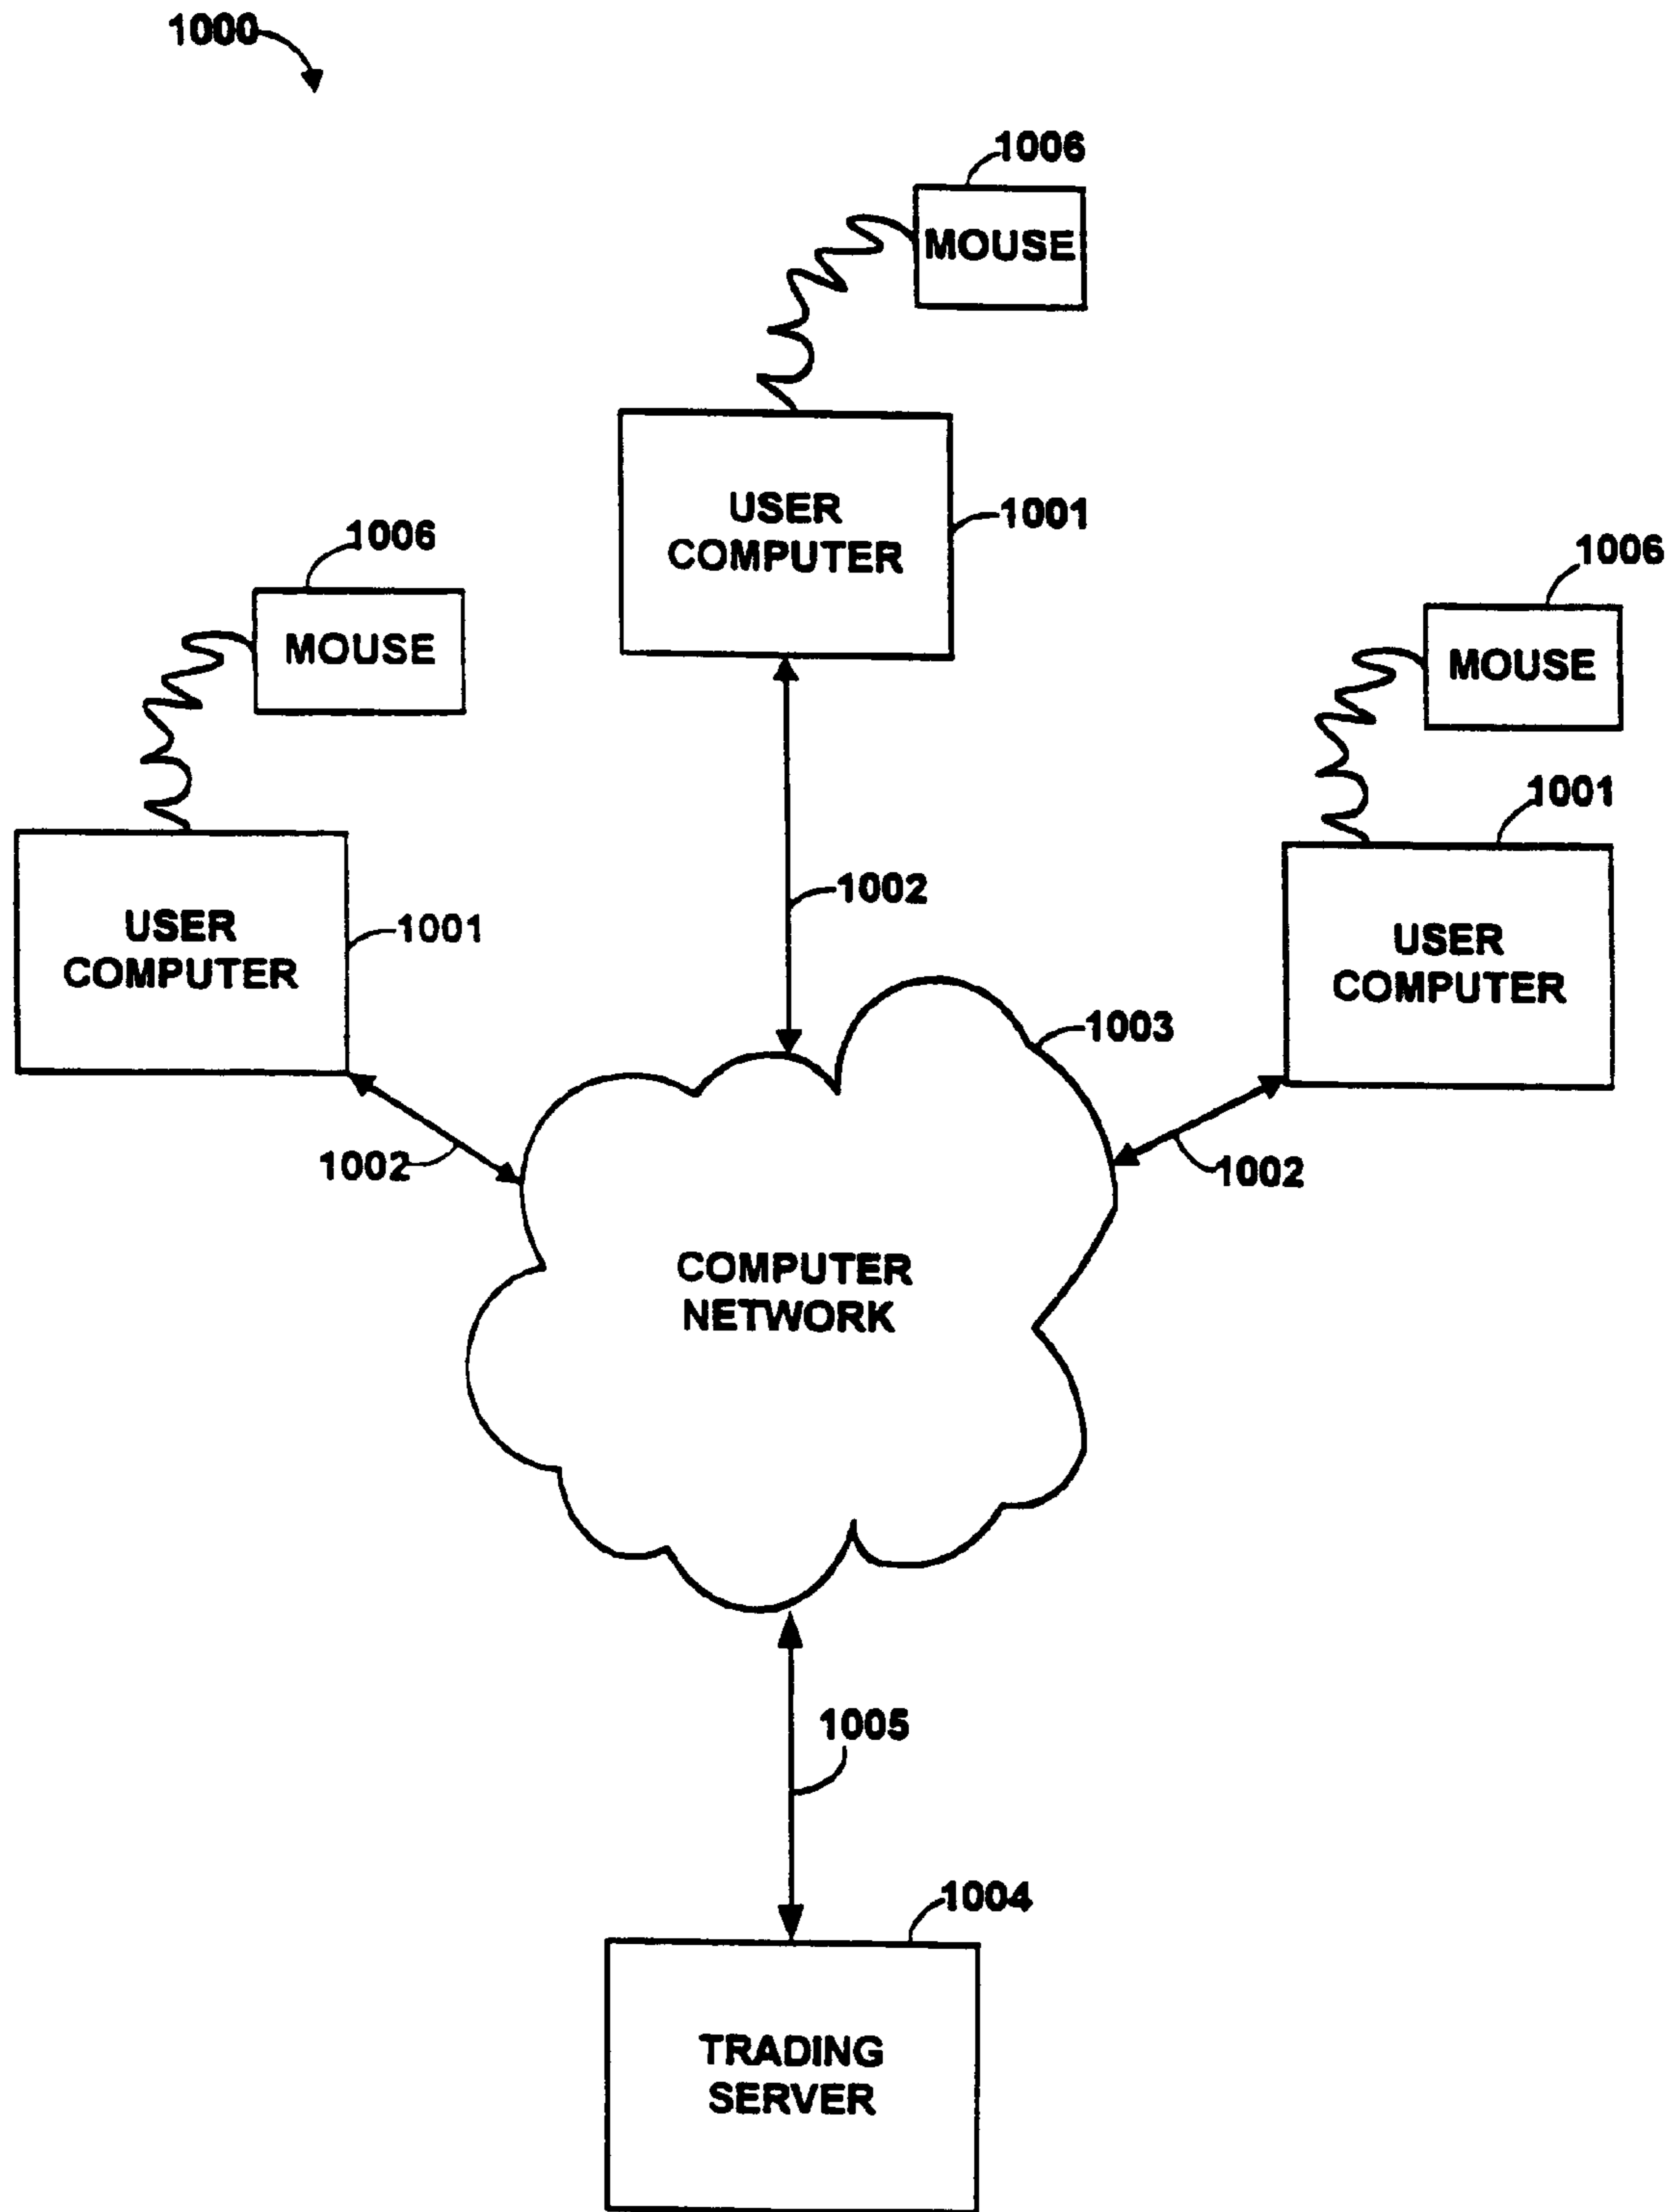 1000
1006
MOUSE
USER
COMPUTER
1001
1006
MOUSE
1006
MOUSE
1001
USER
COMPUTER
1001
USER
COMPUTER
1002
1003
1002
1002
COMPUTER
NETWORK
1005
1004
TRADING
SERVER